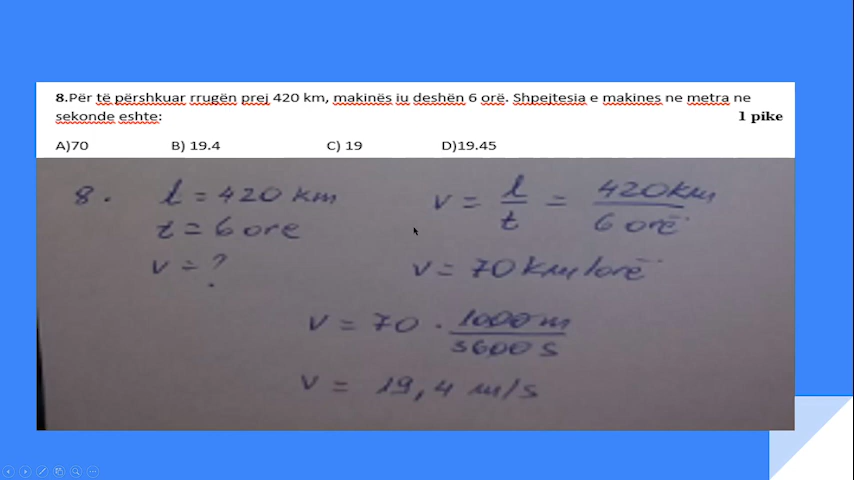 8.Për të përshkuar rrugën prej 420 km, makinës iu deshën 6 orë. Shpejtesia e makines ne metra ne
sekonde eshte: 1 pike
A)70 B) 19.4 C) 19 D)19.45
8. l = 420 km
t = 6 ore
v = ?
v = l/t = 420km/6 orë
v = 70 km/orë
v = 70 · 1000m/3600 s
v = 19,4 m/s